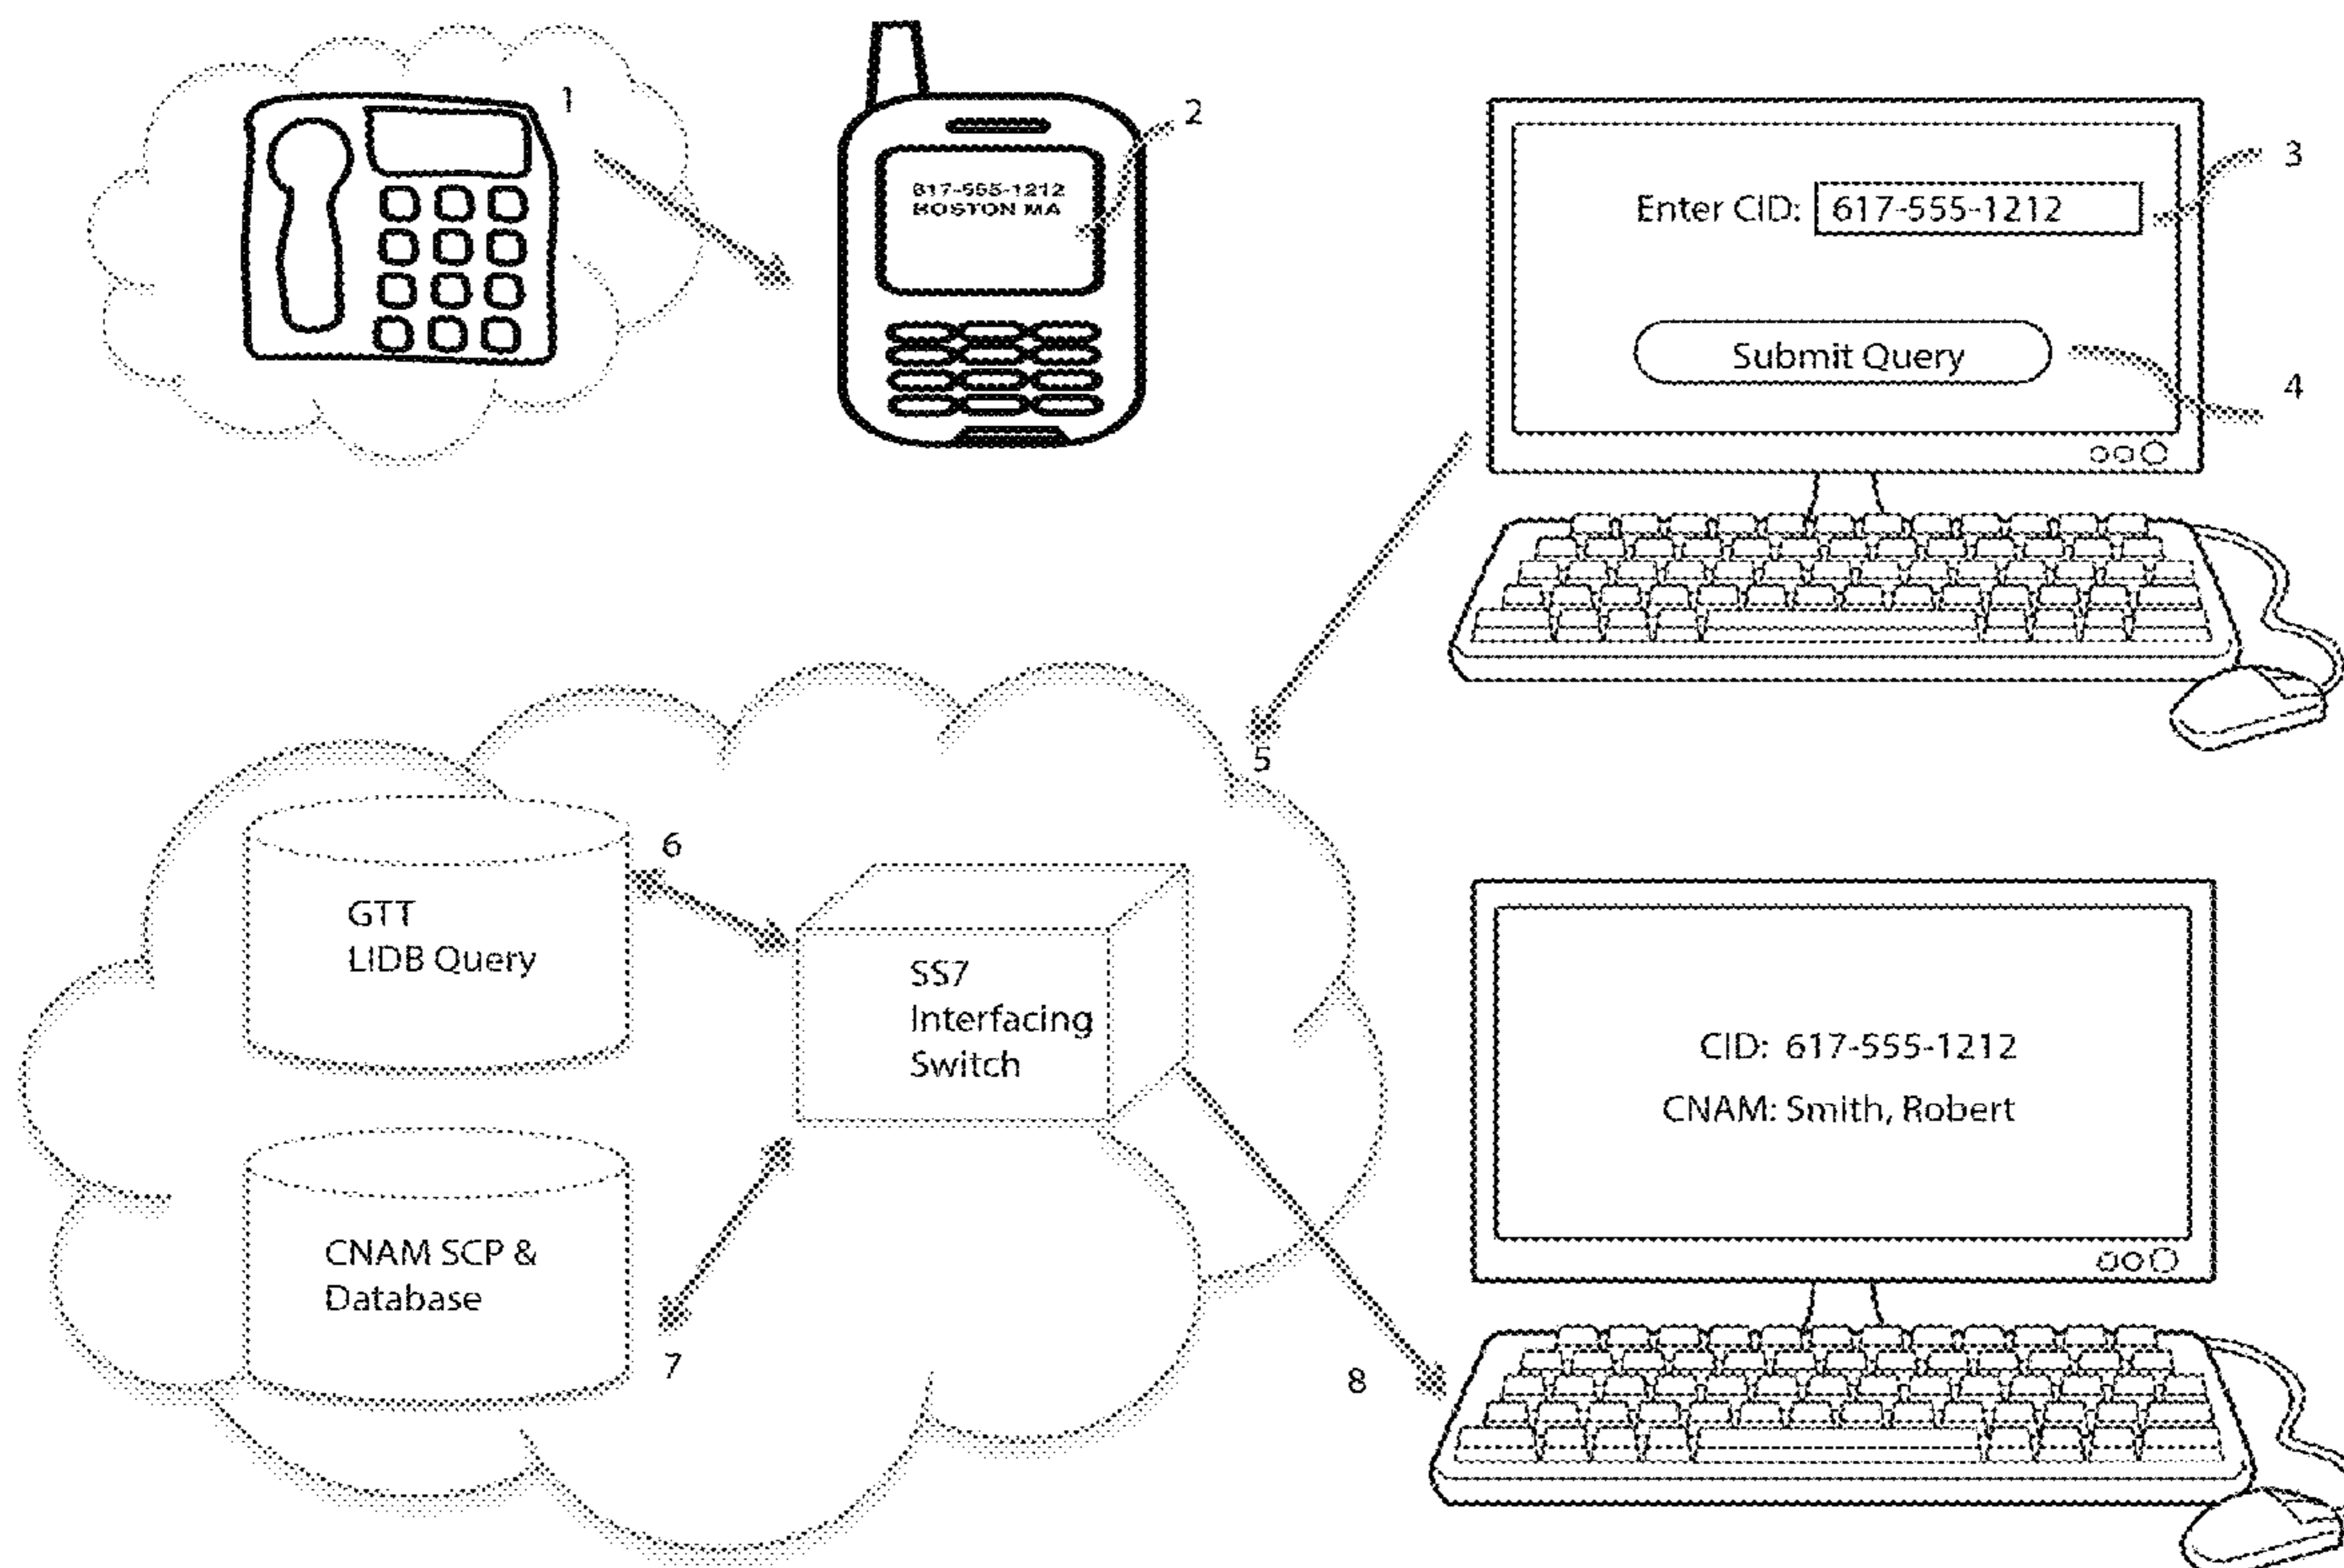 1
2
617-555-1212
BOSTON MA
3
Enter CID: 617-555-1212
Submit Query
4
5
6
GTT
LIDB Query
SS7
Interfacing
Switch
CID: 617-555-1212
CNAM: Smith, Robert
CNAM SCP &
Database
7
8